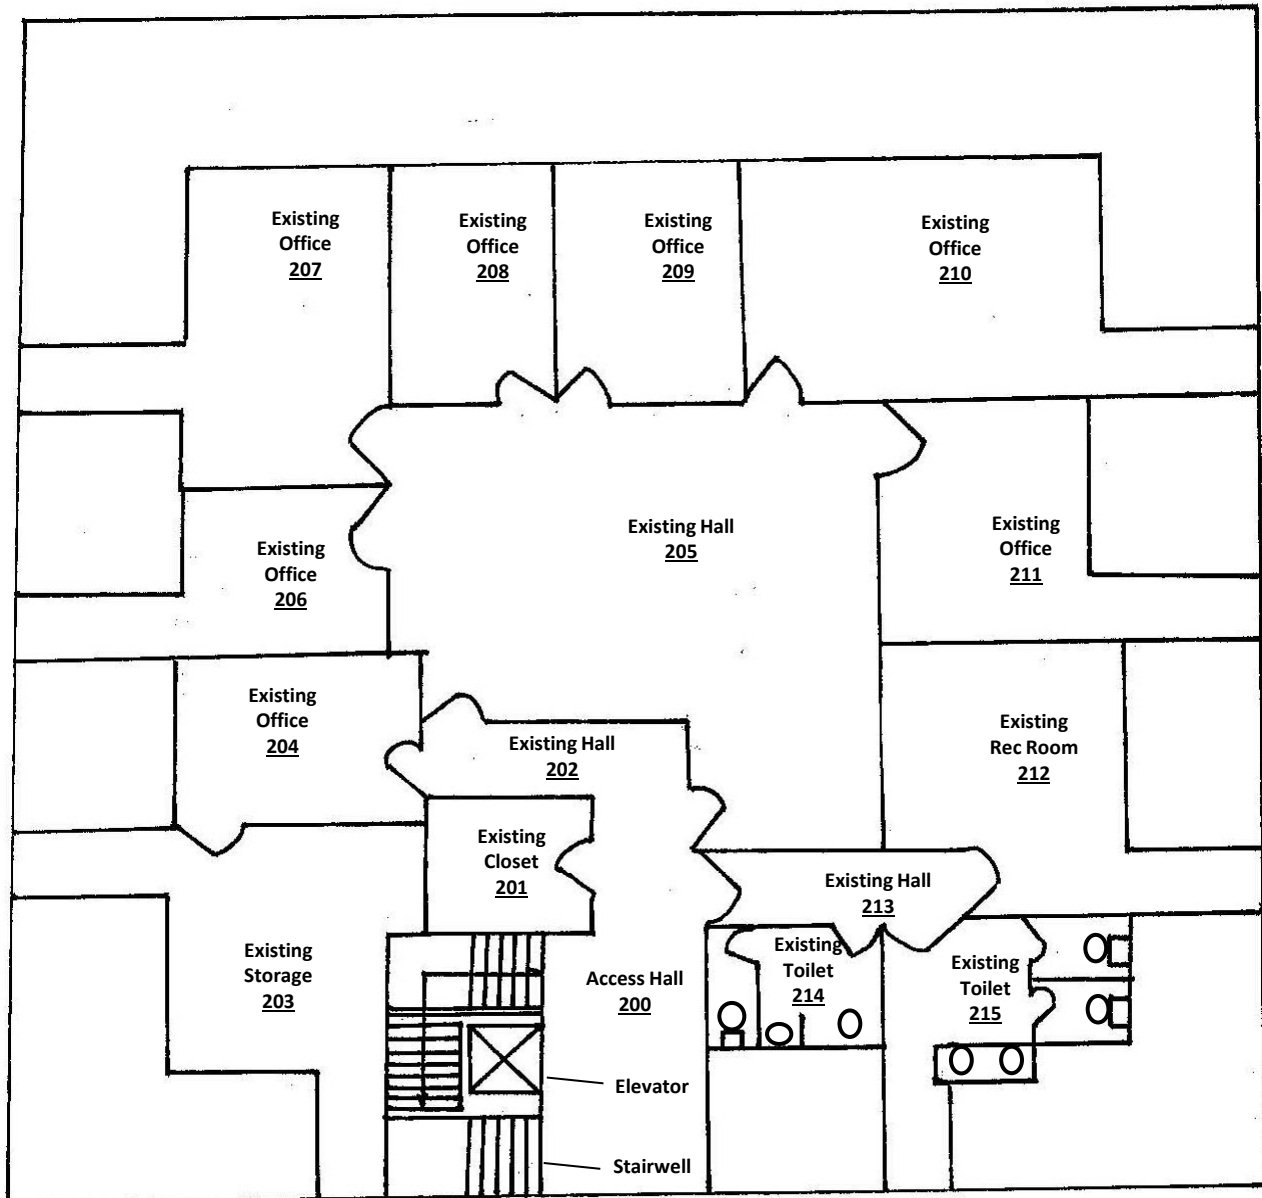 Existing
Office
207
Existing
Office
208
Existing
Office
209
Existing
Office
210
Existing Hall
205
Existing
Office
211
Existing
Office
206
Existing
Office
204
Existing Hall
202
Existing
Rec Room
212
Existing
Closet
201
Existing Hall
213
Existing
Storage
203
Access Hall
200
Existing
Toilet
214
Existing
Toilet
215
Elevator
Stairwell